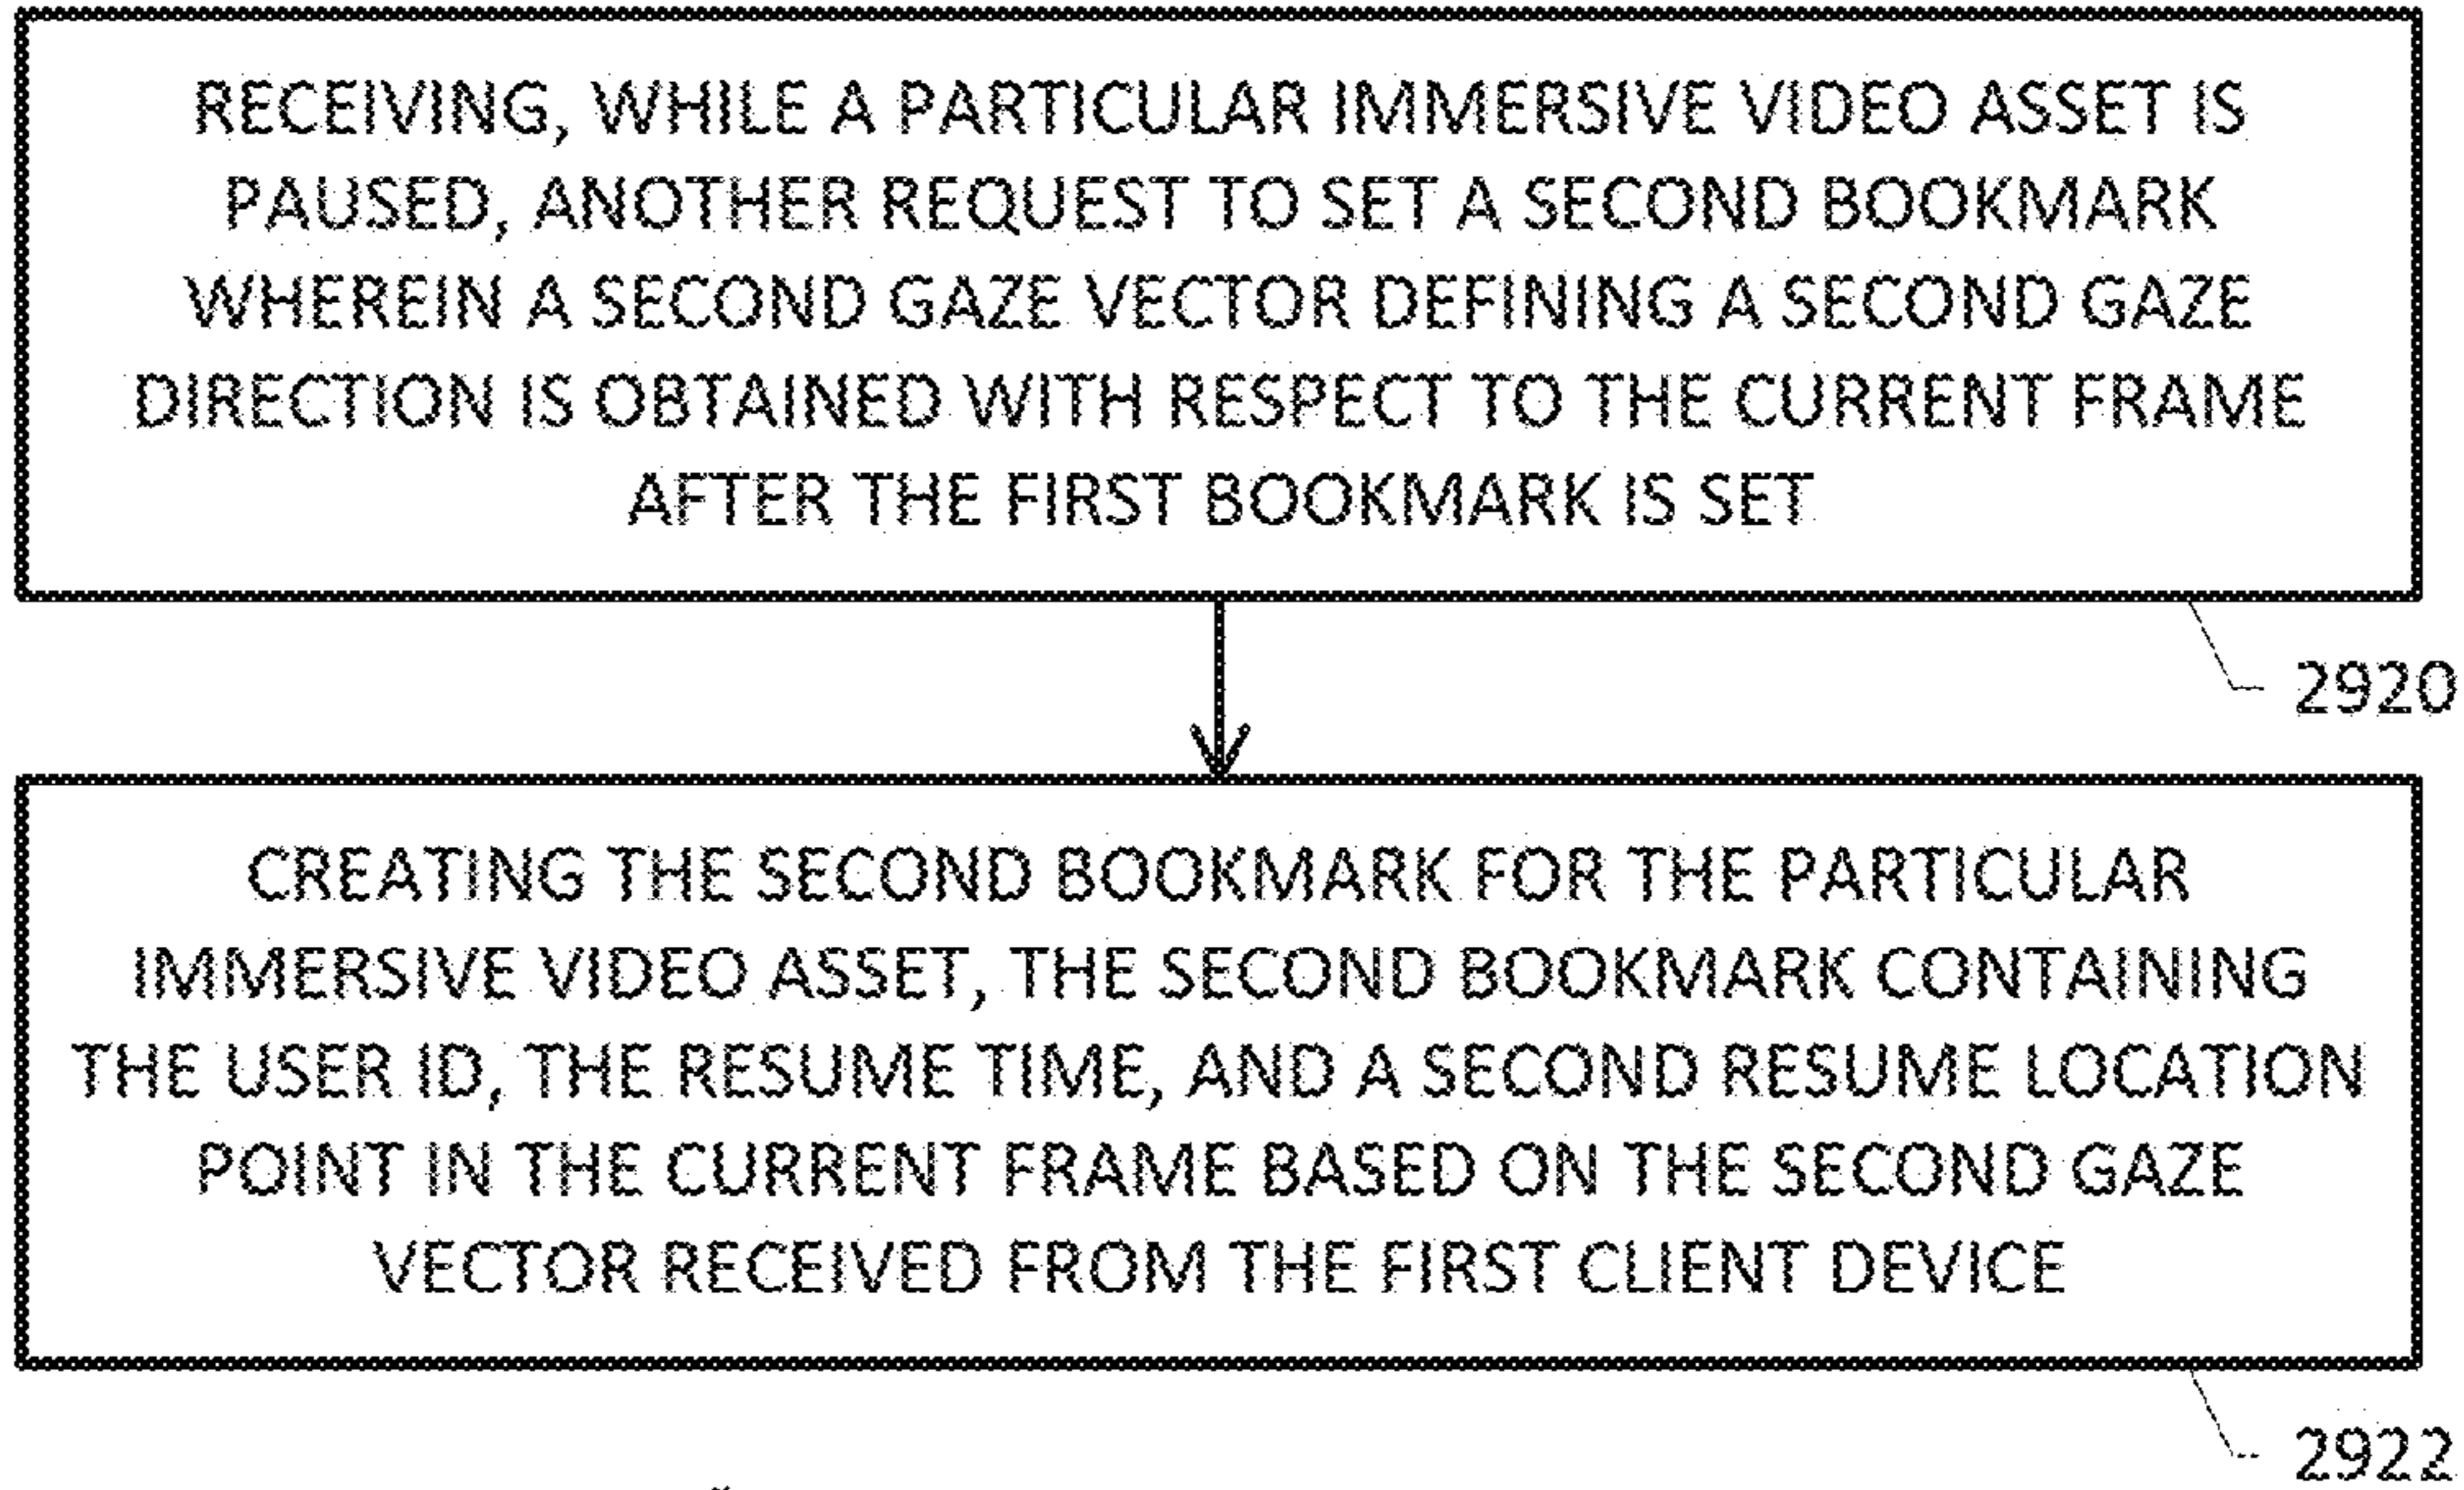 RECEIVING, WHILE A PARTICULAR IMMERSIVE VIDEO ASSET IS
PAUSED, ANOTHER REQUEST TO SET A SECOND BOOKMARK
WHEREIN A SECOND GAZE VECTOR DEFINING A SECOND GAZE
DIRECTION IS OBTAINED WITH RESPECT TO THE CURRENT FRAME
AFTER THE FIRST BOOKMARK IS SET
2920
CREATING THE SECOND BOOKMARK FOR THE PARTICULAR
IMMERSIVE VIDEO ASSET, THE SECOND BOOKMARK CONTAINING
THE USER ID, THE RESUME TIME, AND A SECOND RESUME LOCATION
POINT IN THE CURRENT FRAME BASED ON THE SECOND GAZE
VECTOR RECEIVED FROM THE FIRST CLIENT DEVICE
2922